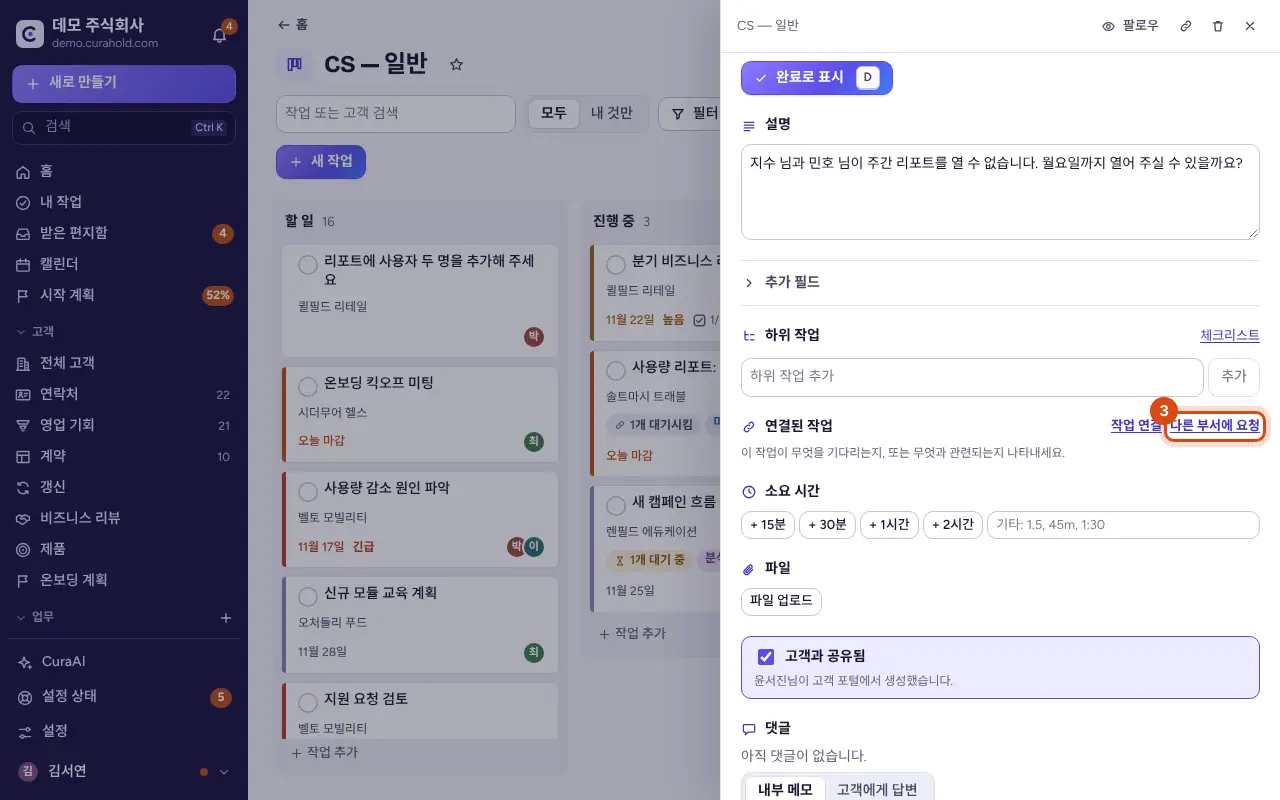 데모 주식회사
demo.curahold.com
4
새로 만들기
검색
Ctrl K
홈
내 작업
받은 편지함
4
캘린더
시작 계획
52%
고객
전체 고객
연락처
22
영업 기회
21
계약
10
갱신
비즈니스 리뷰
제품
온보딩 계획
업무
CuraAI
설정 상태
5
설정
김
김서연
홈
CS — 일반
작업 또는 고객 검색
모두
내 것만
필터
새 작업
할 일 16
리포트에 사용자 두 명을 추가해 주세
요
퀼필드 리테일
박
온보딩 킥오프 미팅
시더무어 헬스
오늘 마감
최
사용량 감소 원인 파악
벨토 모빌리티
11월 17일 긴급
박 이
신규 모듈 교육 계획
오처들리 푸드
11월 28일
최
지원 요청 검토
벨토 모빌리티
작업 추가
진행 중 3
분기 비즈니스
퀼필드 리테일
11월 22일 높음 1/
사용량 리포트:
솔트마시 트래블
1개 대기시킴
오늘 마감
새 캠페인 흐름
렌필드 에듀케이션
1개 대기 중
11월 25일
작업 추가
CS — 일반
팔로우
완료로 표시 D
설명
지수 님과 민호 님이 주간 리포트를 열 수 없습니다. 월요일까지 열어 주실 수 있을까요?
추가 필드
하위 작업
체크리스트
하위 작업 추가
추가
3
연결된 작업
작업 연결
다른 부서에 요청
이 작업이 무엇을 기다리는지, 또는 무엇과 관련되는지 나타내세요.
소요 시간
+ 15분
+ 30분
+ 1시간
+ 2시간
기타: 1.5, 45m, 1:30
파일
파일 업로드
고객과 공유됨
윤서진님이 고객 포털에서 생성했습니다.
댓글
아직 댓글이 없습니다.
내부 메모
고객에게 답변